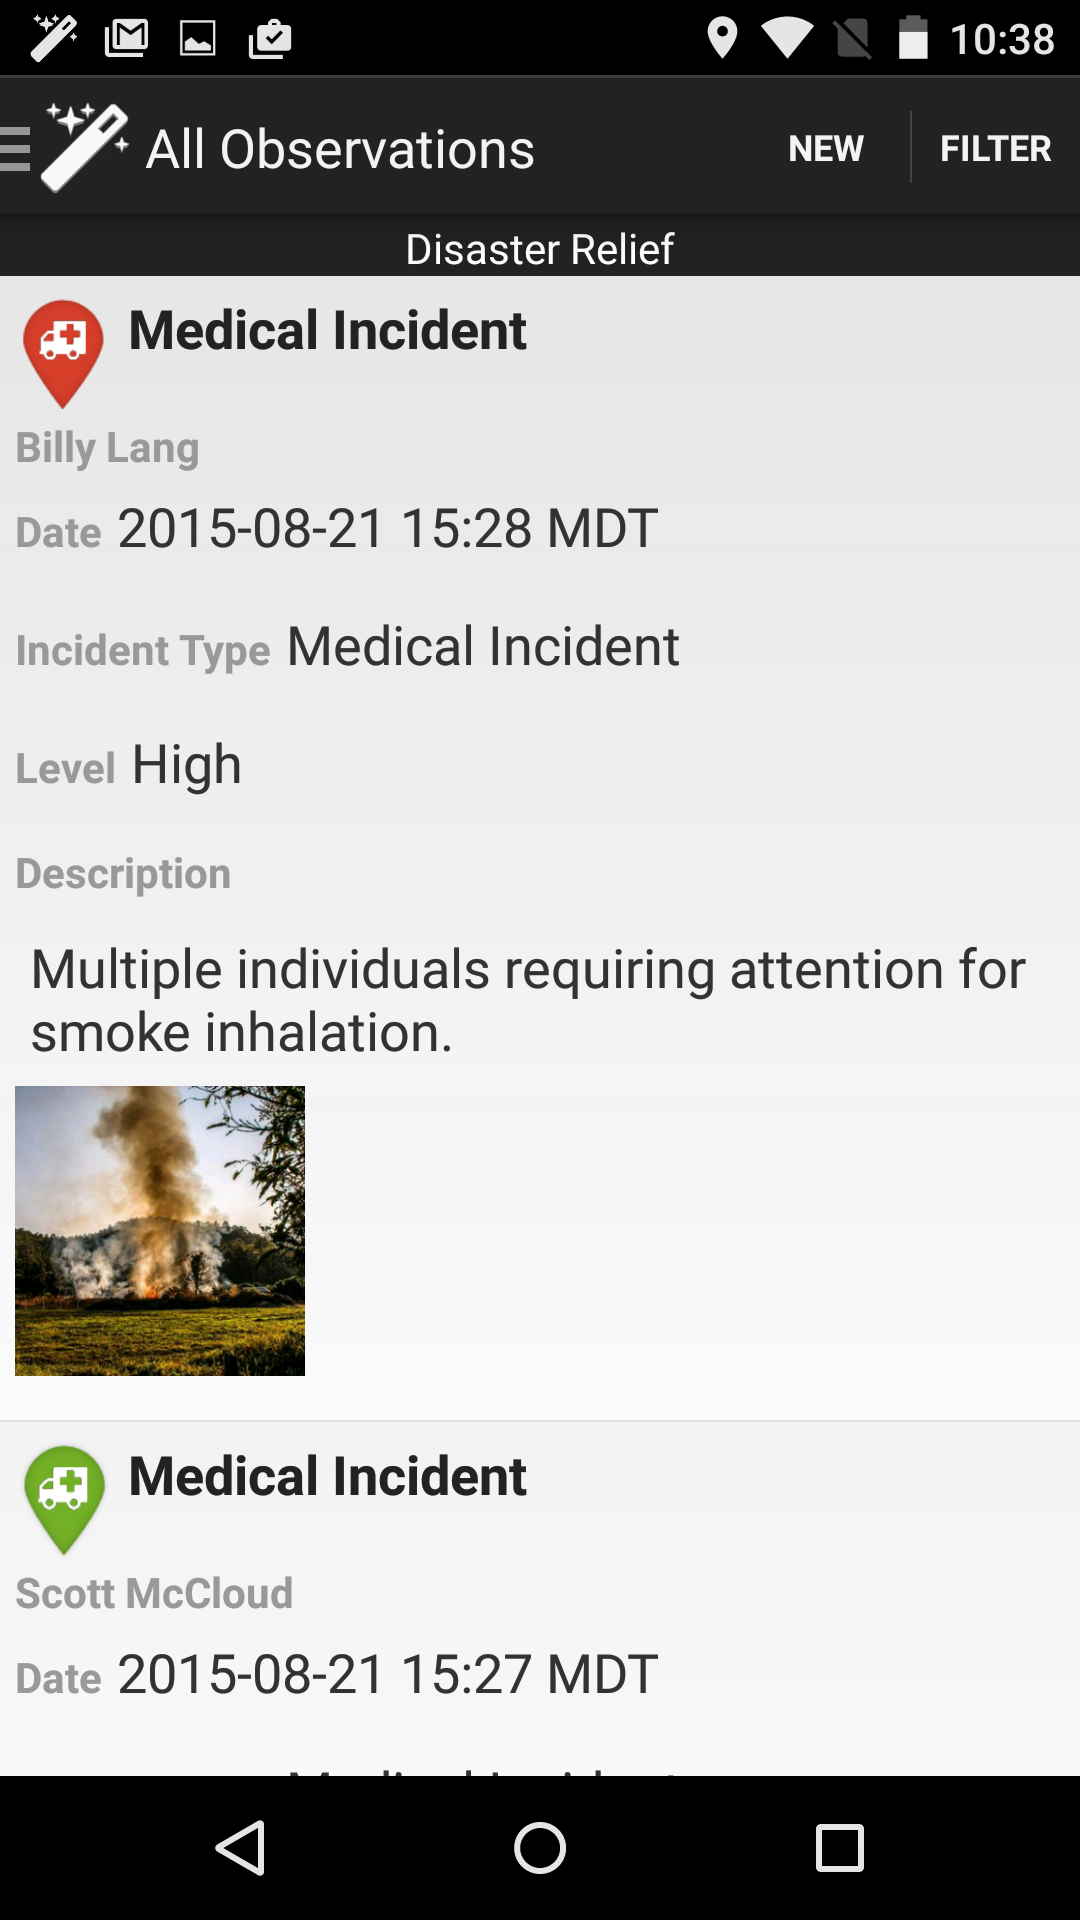 10:38
All Observations
NEW
FILTER
Disaster Relief
Medical Incident
Billy Lang
Date 2015-08-21 15:28 MDT
Incident Type Medical Incident
Level High
Description
Multiple individuals requiring attention for
smoke inhalation.
Medical Incident
Scott McCloud
Date 2015-08-21 15:27 MDT